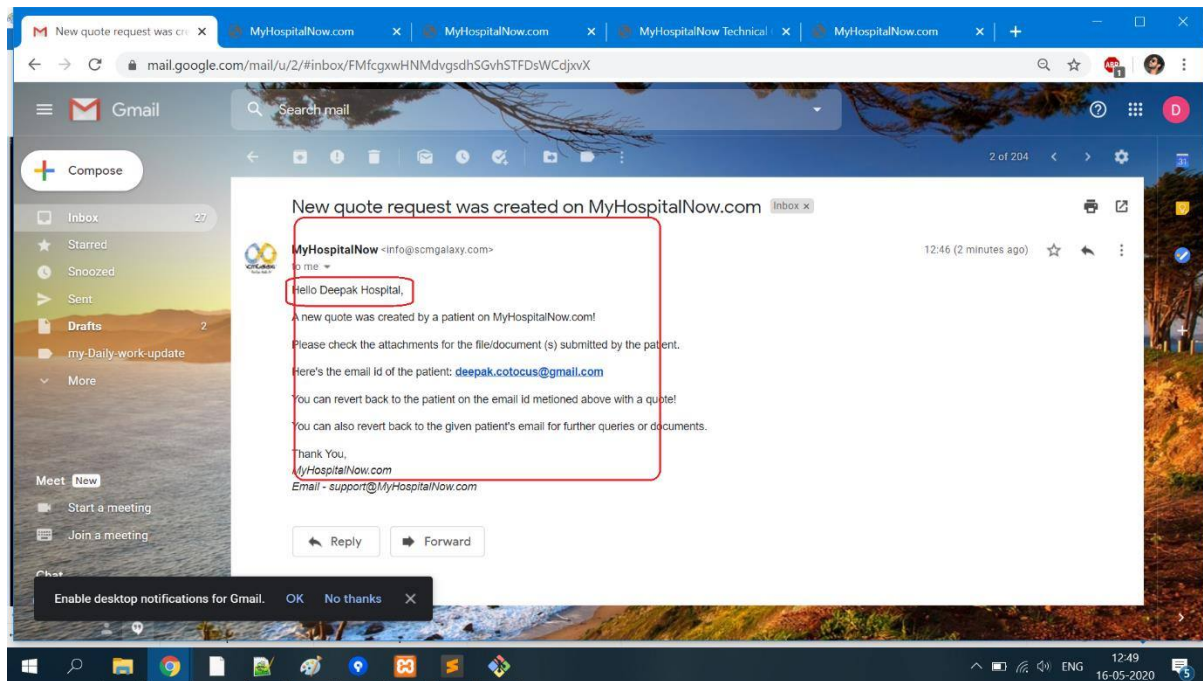 New quote request was cre
MyHospitalNow.com
MyHospitalNow.com
MyHospitalNow Technical
MyHospitalNow.com
mail.google.com/mail/u/2/#inbox/FMfcgxwHNMdvgsdhSGvhSTFDsWCdjxvX
ABP
1
Gmail
Search mail
D
Compose
2 of 204
31
New quote request was created on MyHospitalNow.com Inbox x
Inbox 27
Starred
Snoozed
Sent
Drafts 2
my-Daily-work-update
More
MyHospitalNow <info@scmgalaxy.com> 12:46 (2 minutes ago)
to me
Hello Deepak Hospital,
A new quote was created by a patient on MyHospitalNow.com!
Please check the attachments for the file/document (s) submitted by the patient.
Here's the email id of the patient: deepak.cotocus@gmail.com
You can revert back to the patient on the email id metioned above with a quote!
You can also revert back to the given patient's email for further queries or documents.
Thank You,
MyHospitalNow.com
Email - support@MyHospitalNow.com
Reply Forward
Meet New
Start a meeting
Join a meeting
Chat
Enable desktop notifications for Gmail. OK No thanks
ENG
12:49
16-05-2020
5